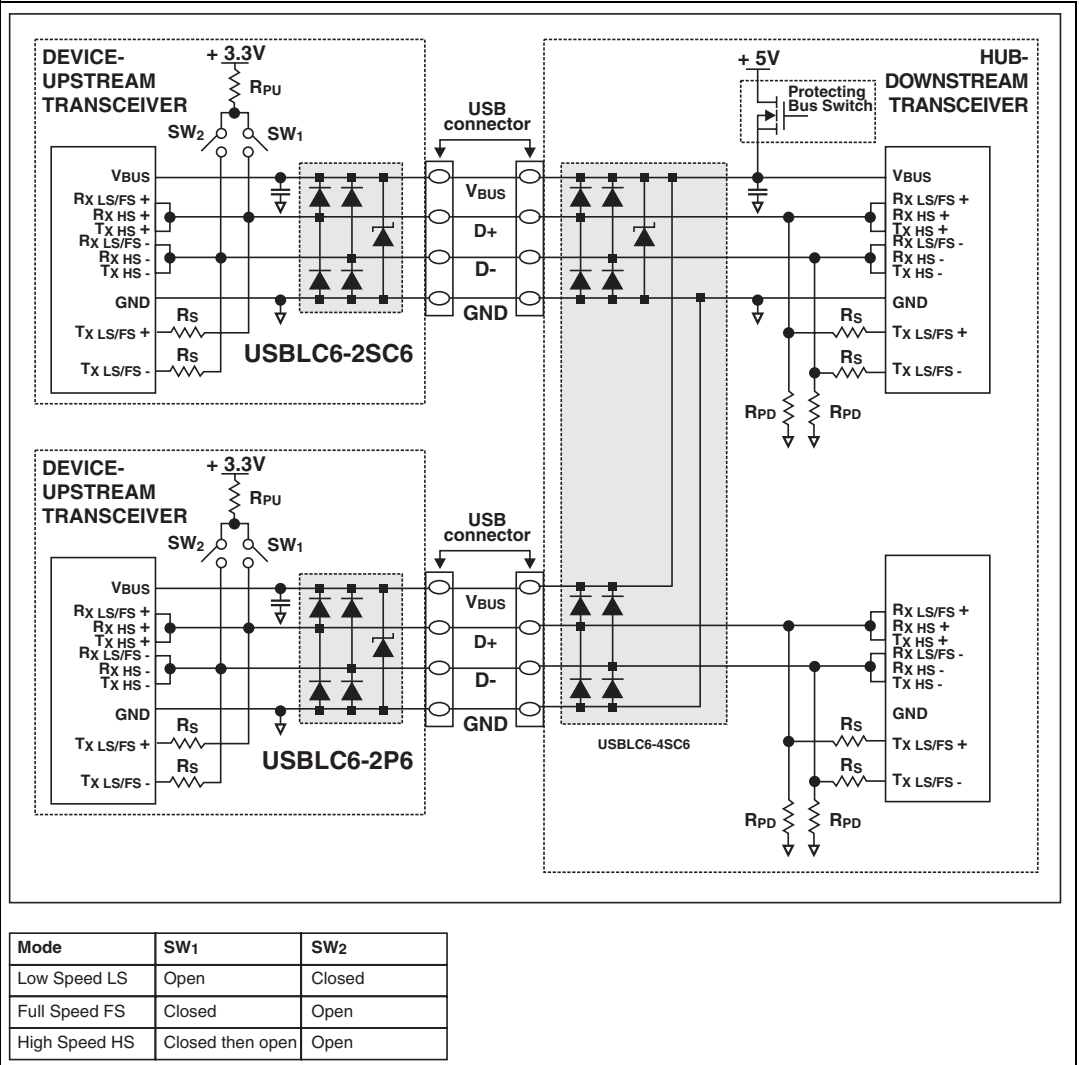 DEVICE-
UPSTREAM
TRANSCEIVER
+ 3.3V
RPU
SW2
SW1
VBUS
RX LS/FS +
RX HS +
TX HS +
RX LS/FS -
RX HS -
TX HS -
GND
TX LS/FS +
TX LS/FS -
RS
RS
USBLC6-2SC6
USB
connector
VBUS
D+
D-
GND
+ 5V
Protecting
Bus Switch
HUB-
DOWNSTREAM
TRANSCEIVER
VBUS
RX LS/FS +
RX HS +
TX HS +
RX LS/FS -
RX HS -
TX HS -
GND
TX LS/FS +
TX LS/FS -
RS
RS
RPD
RPD
DEVICE-
UPSTREAM
TRANSCEIVER
+ 3.3V
RPU
SW2
SW1
VBUS
RX LS/FS +
RX HS +
TX HS +
RX LS/FS -
RX HS -
TX HS -
GND
TX LS/FS +
TX LS/FS -
RS
RS
USBLC6-2P6
USB
connector
VBUS
D+
D-
GND
USBLC6-4SC6
RX LS/FS +
RX HS +
TX HS +
RX LS/FS -
RX HS -
TX HS -
GND
TX LS/FS +
TX LS/FS -
RS
RS
RPD
RPD
Mode SW1 SW2
Low Speed LS Open Closed
Full Speed FS Closed Open
High Speed HS Closed then open Open